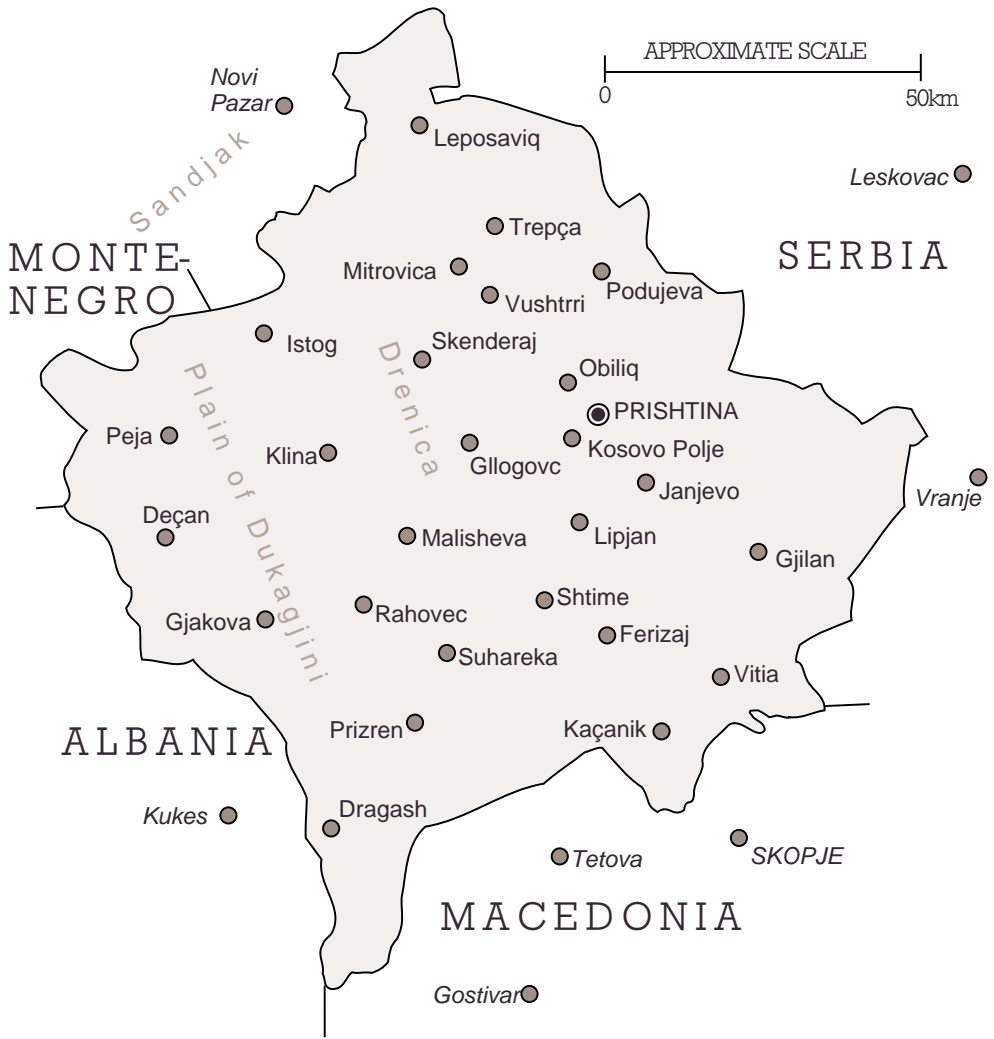 APPROXIMATE SCALE
0
50km
Novi
Pazar
Leposaviq
Sandjak
Leskovac
MONTE-
NEGRO
SERBIA
Trepça
Mitrovica
Podujeva
Vushtrri
Istog
Skenderaj
Drenica
Obiliq
PRISHTINA
Plain of Dukagjini
Peja
Klina
Gllogovc
Kosovo Polje
Janjevo
Vranje
Deçan
Malisheva
Lipjan
Gjilan
Gjakova
Rahovec
Shtime
Ferizaj
Suhareka
Vitia
Prizren
Kaçanik
ALBANIA
Kukes
Dragash
Tetova
SKOPJE
MACEDONIA
Gostivar